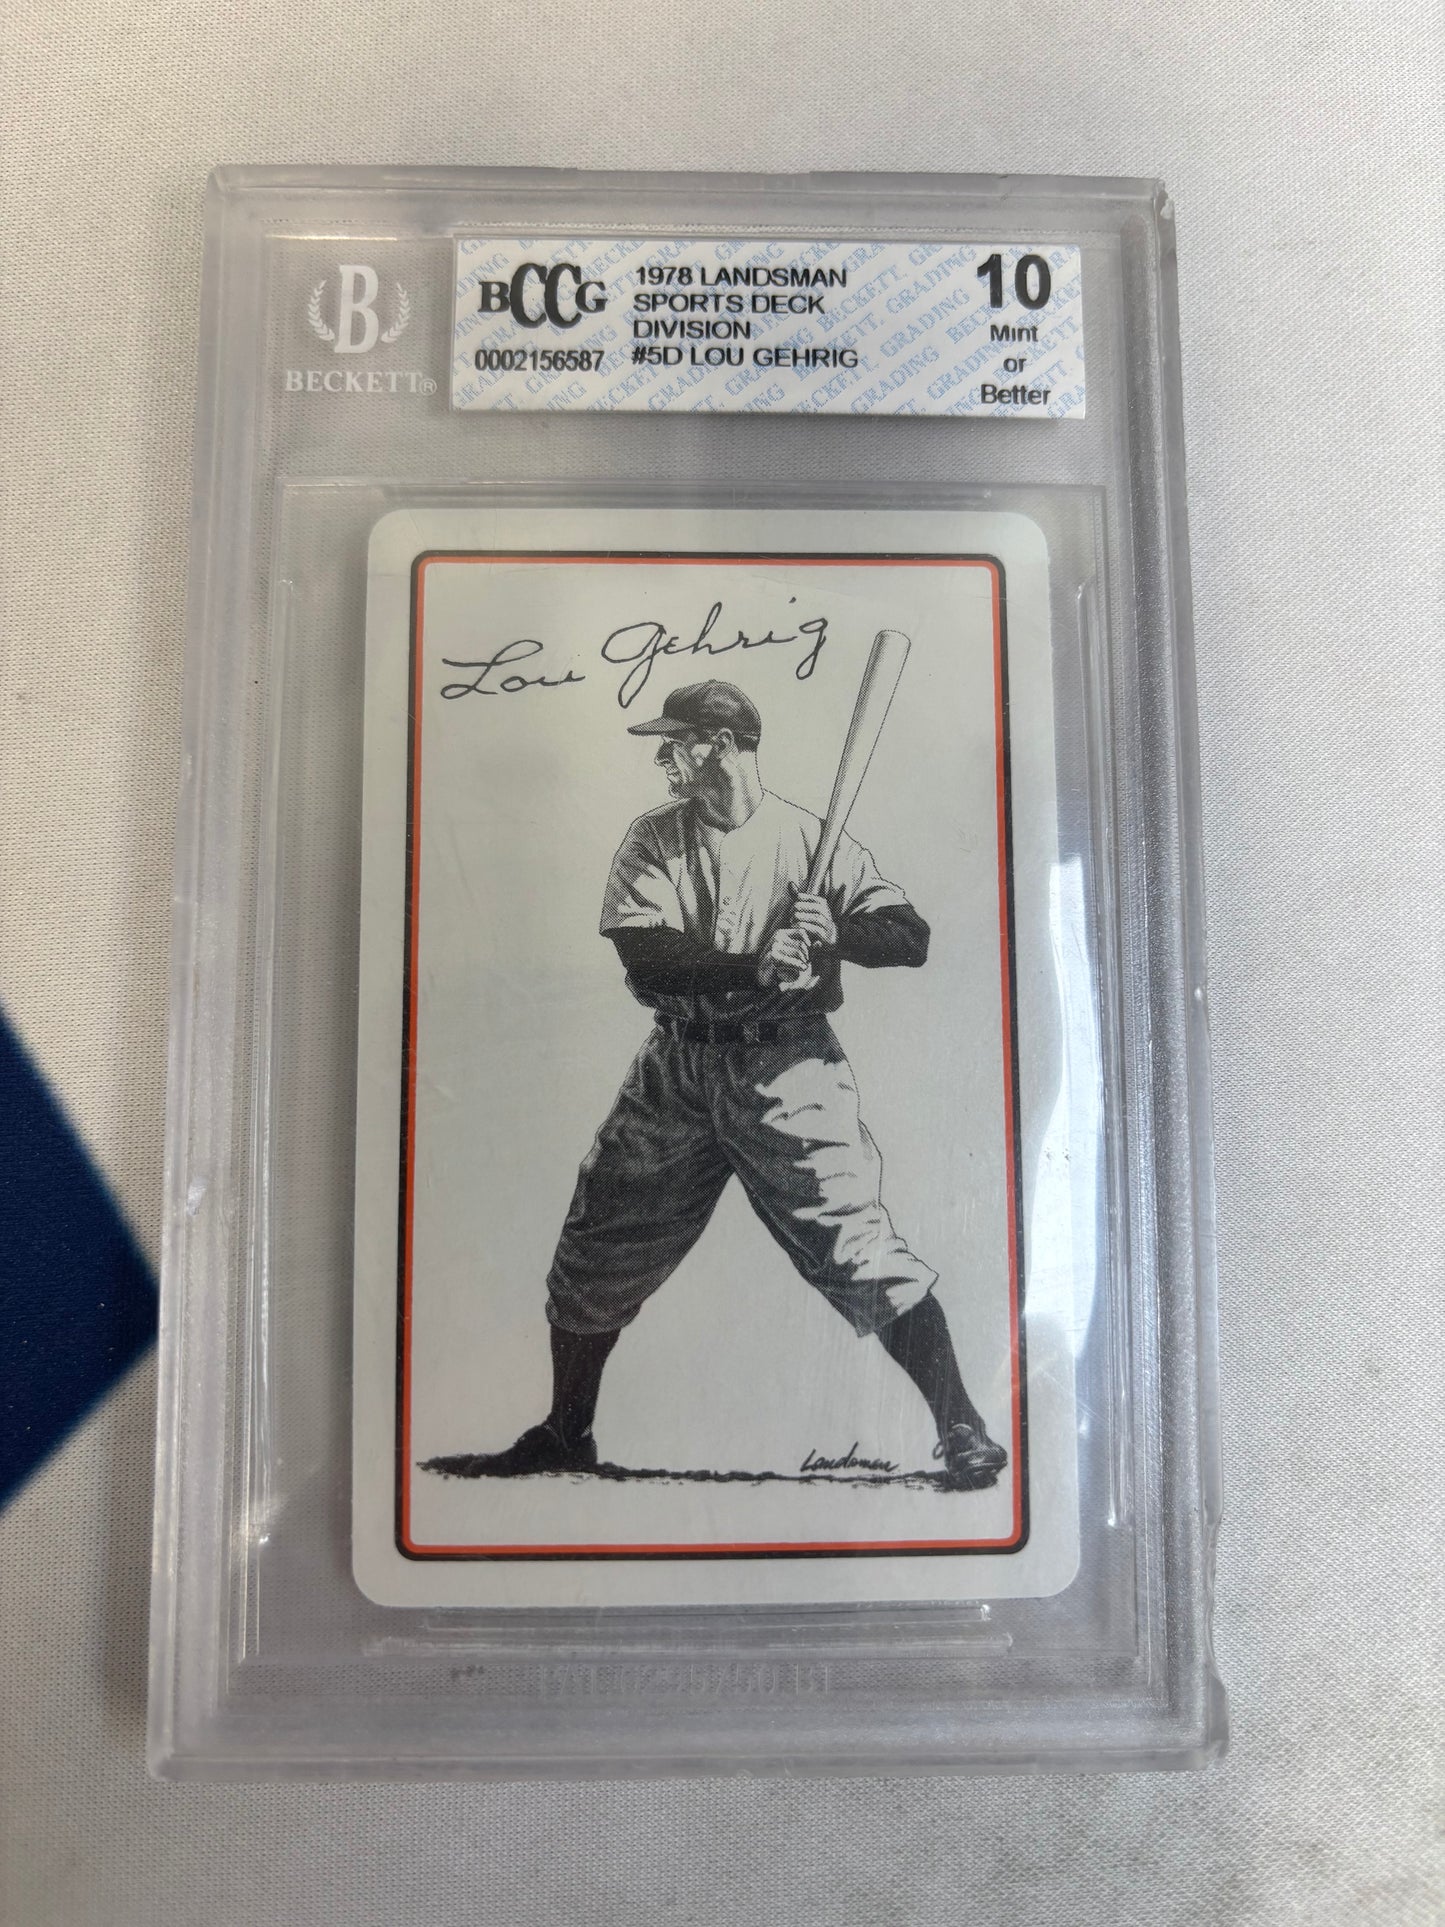 B
BECKETT®
BCCG
0002156587
1978 LANDSMAN
SPORTS DECK
DIVISION
#5D LOU GEHRIG
10
Mint
or
Better
Lou Gehrig
Landsman